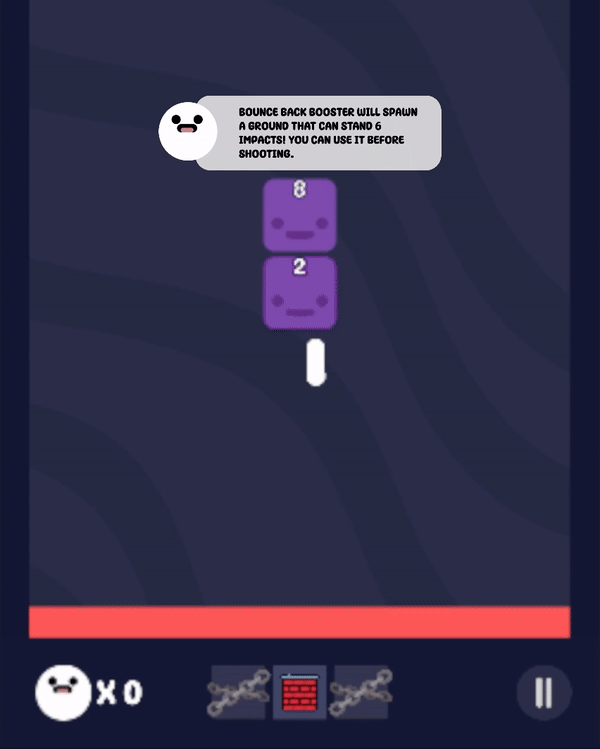 BOUNCE BACK BOOSTER WILL SPAWN
A GROUND THAT CAN STAND 6
IMPACTS! YOU CAN USE IT BEFORE
SHOOTING.
8
2
X 0